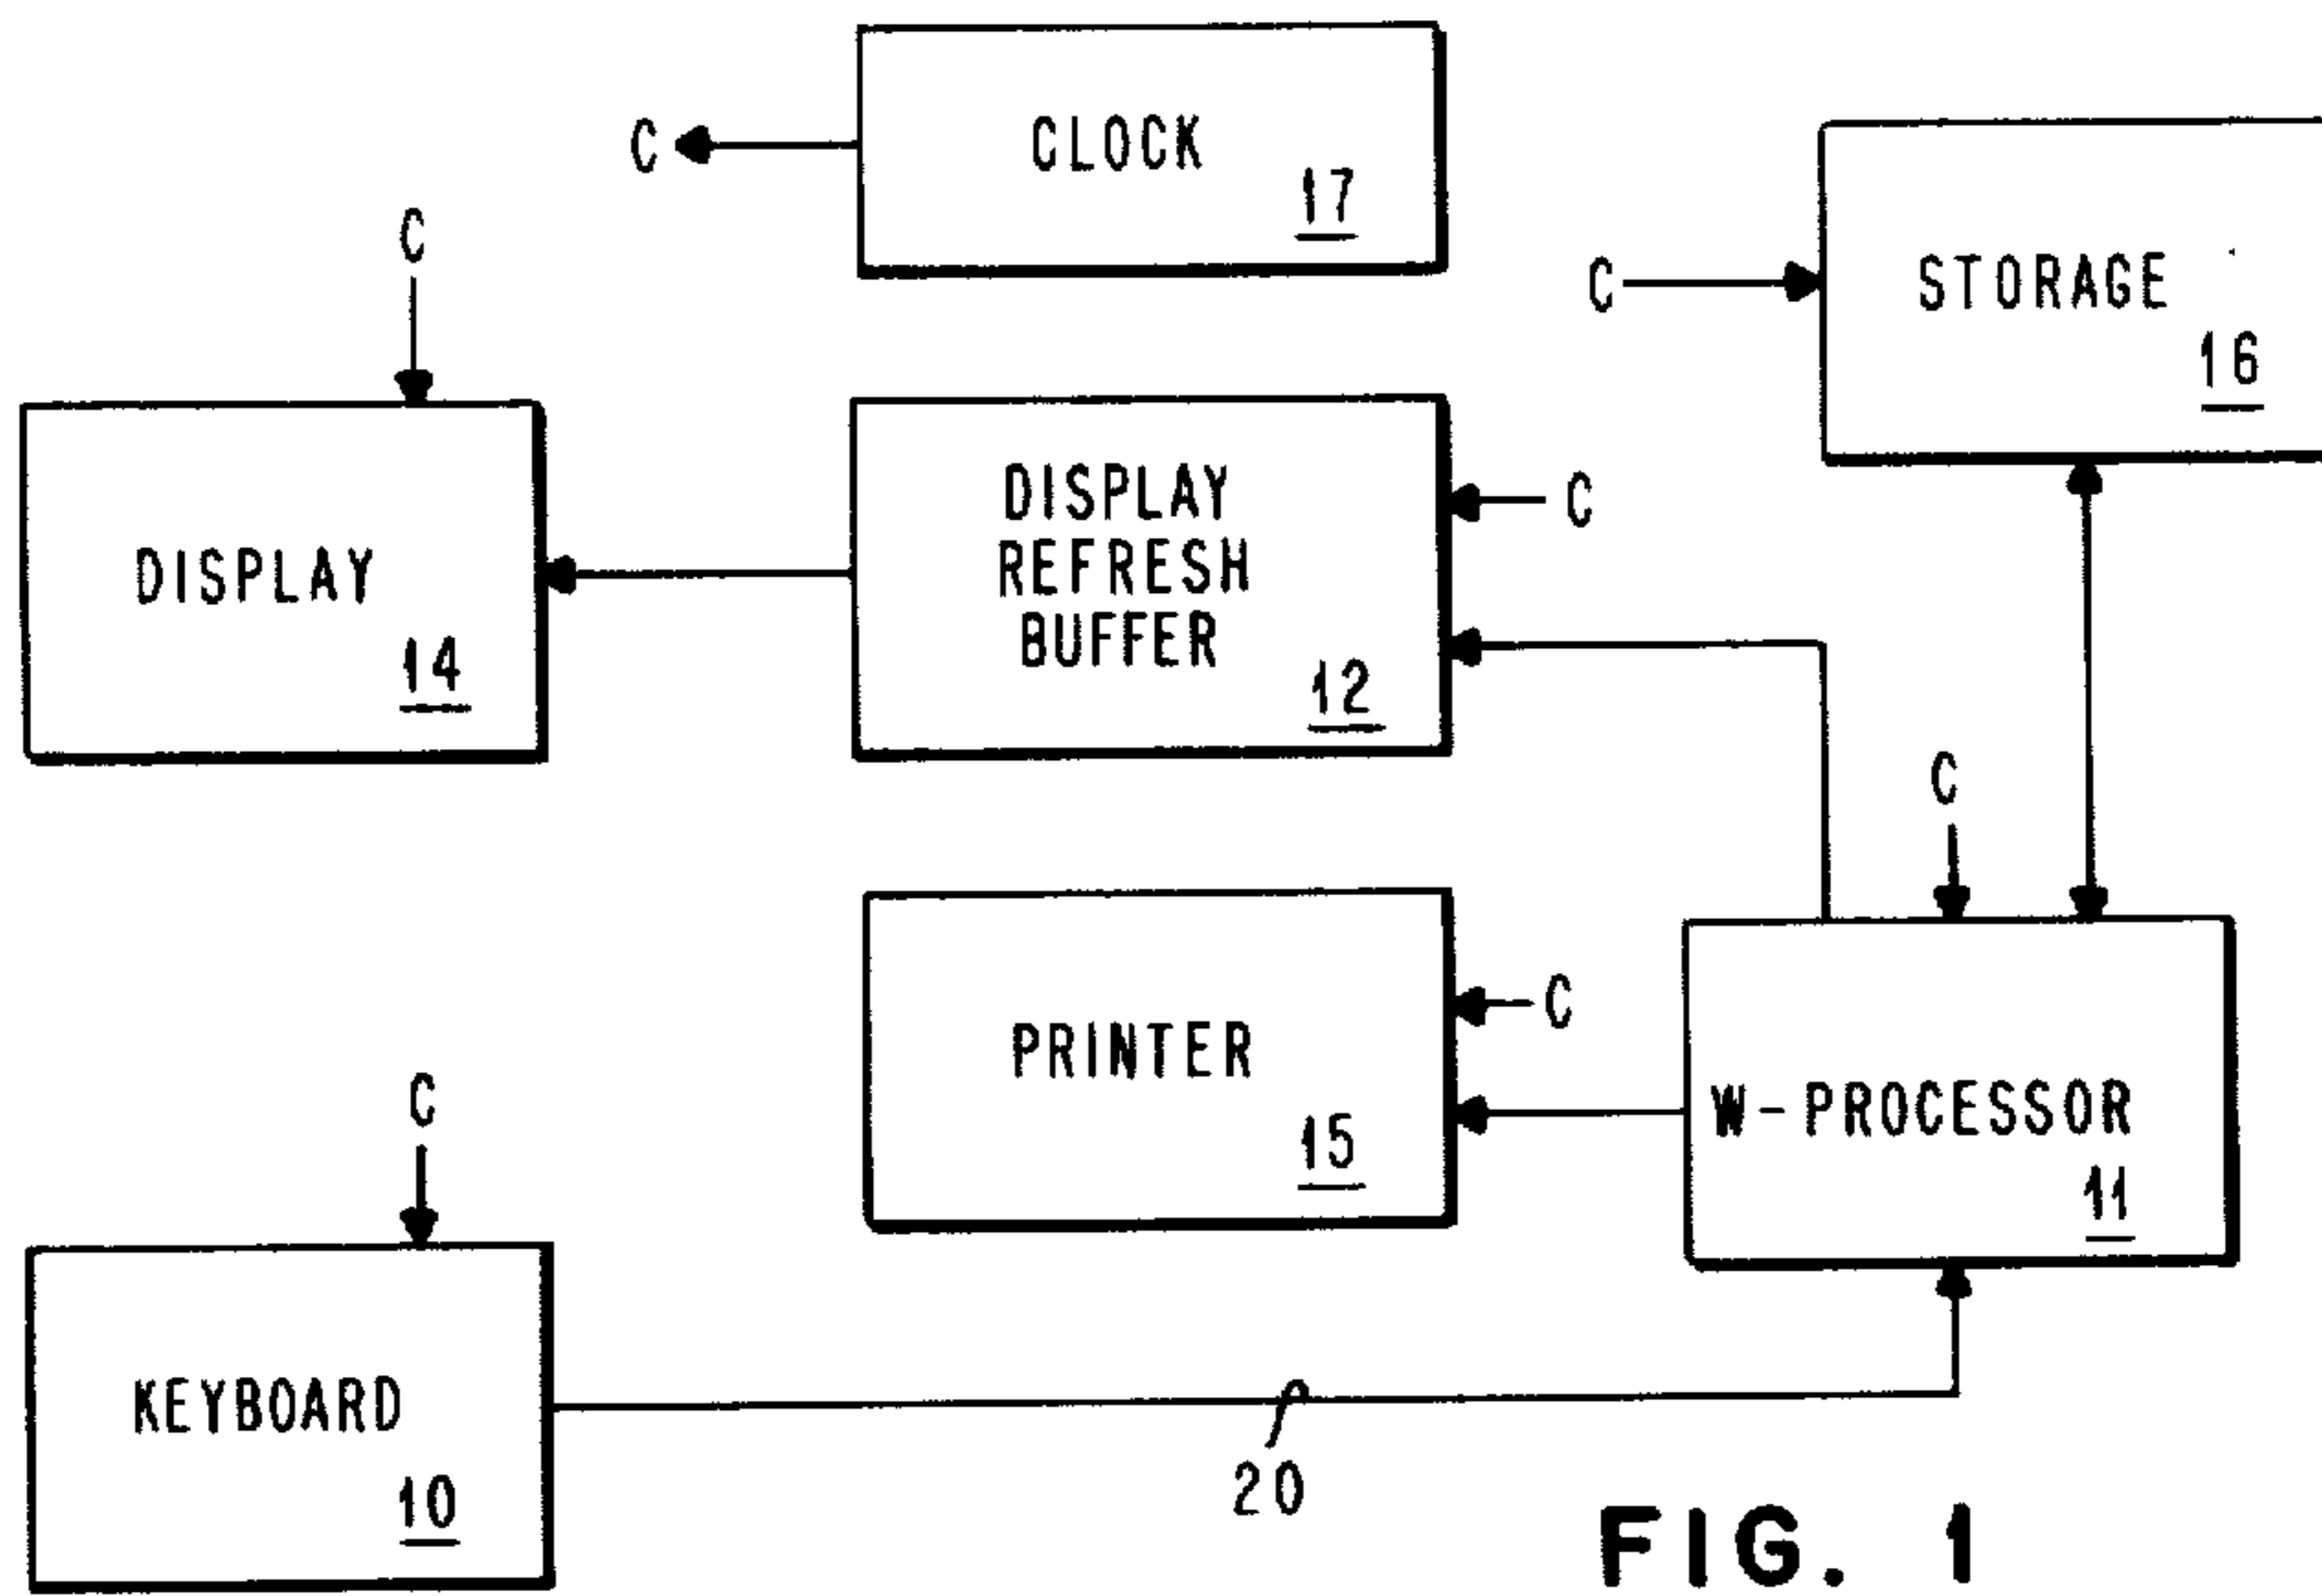 CLOCK
17
C
C
C
STORAGE
16
DISPLAY
14
DISPLAY
REFRESH
BUFFER
12
C
C
PRINTER
15
C
W-PROCESSOR
11
C
KEYBOARD
10
20
FIG. 1